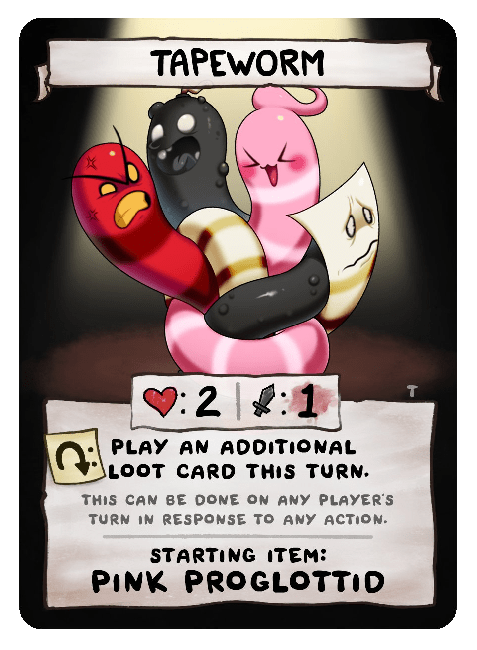 TAPEWORM
: 2 | : 1
T
: PLAY AN ADDITIONAL
LOOT CARD THIS TURN.
THIS CAN BE DONE ON ANY PLAYER'S
TURN IN RESPONSE TO ANY ACTION.
STARTING ITEM:
PINK PROGLOTTID